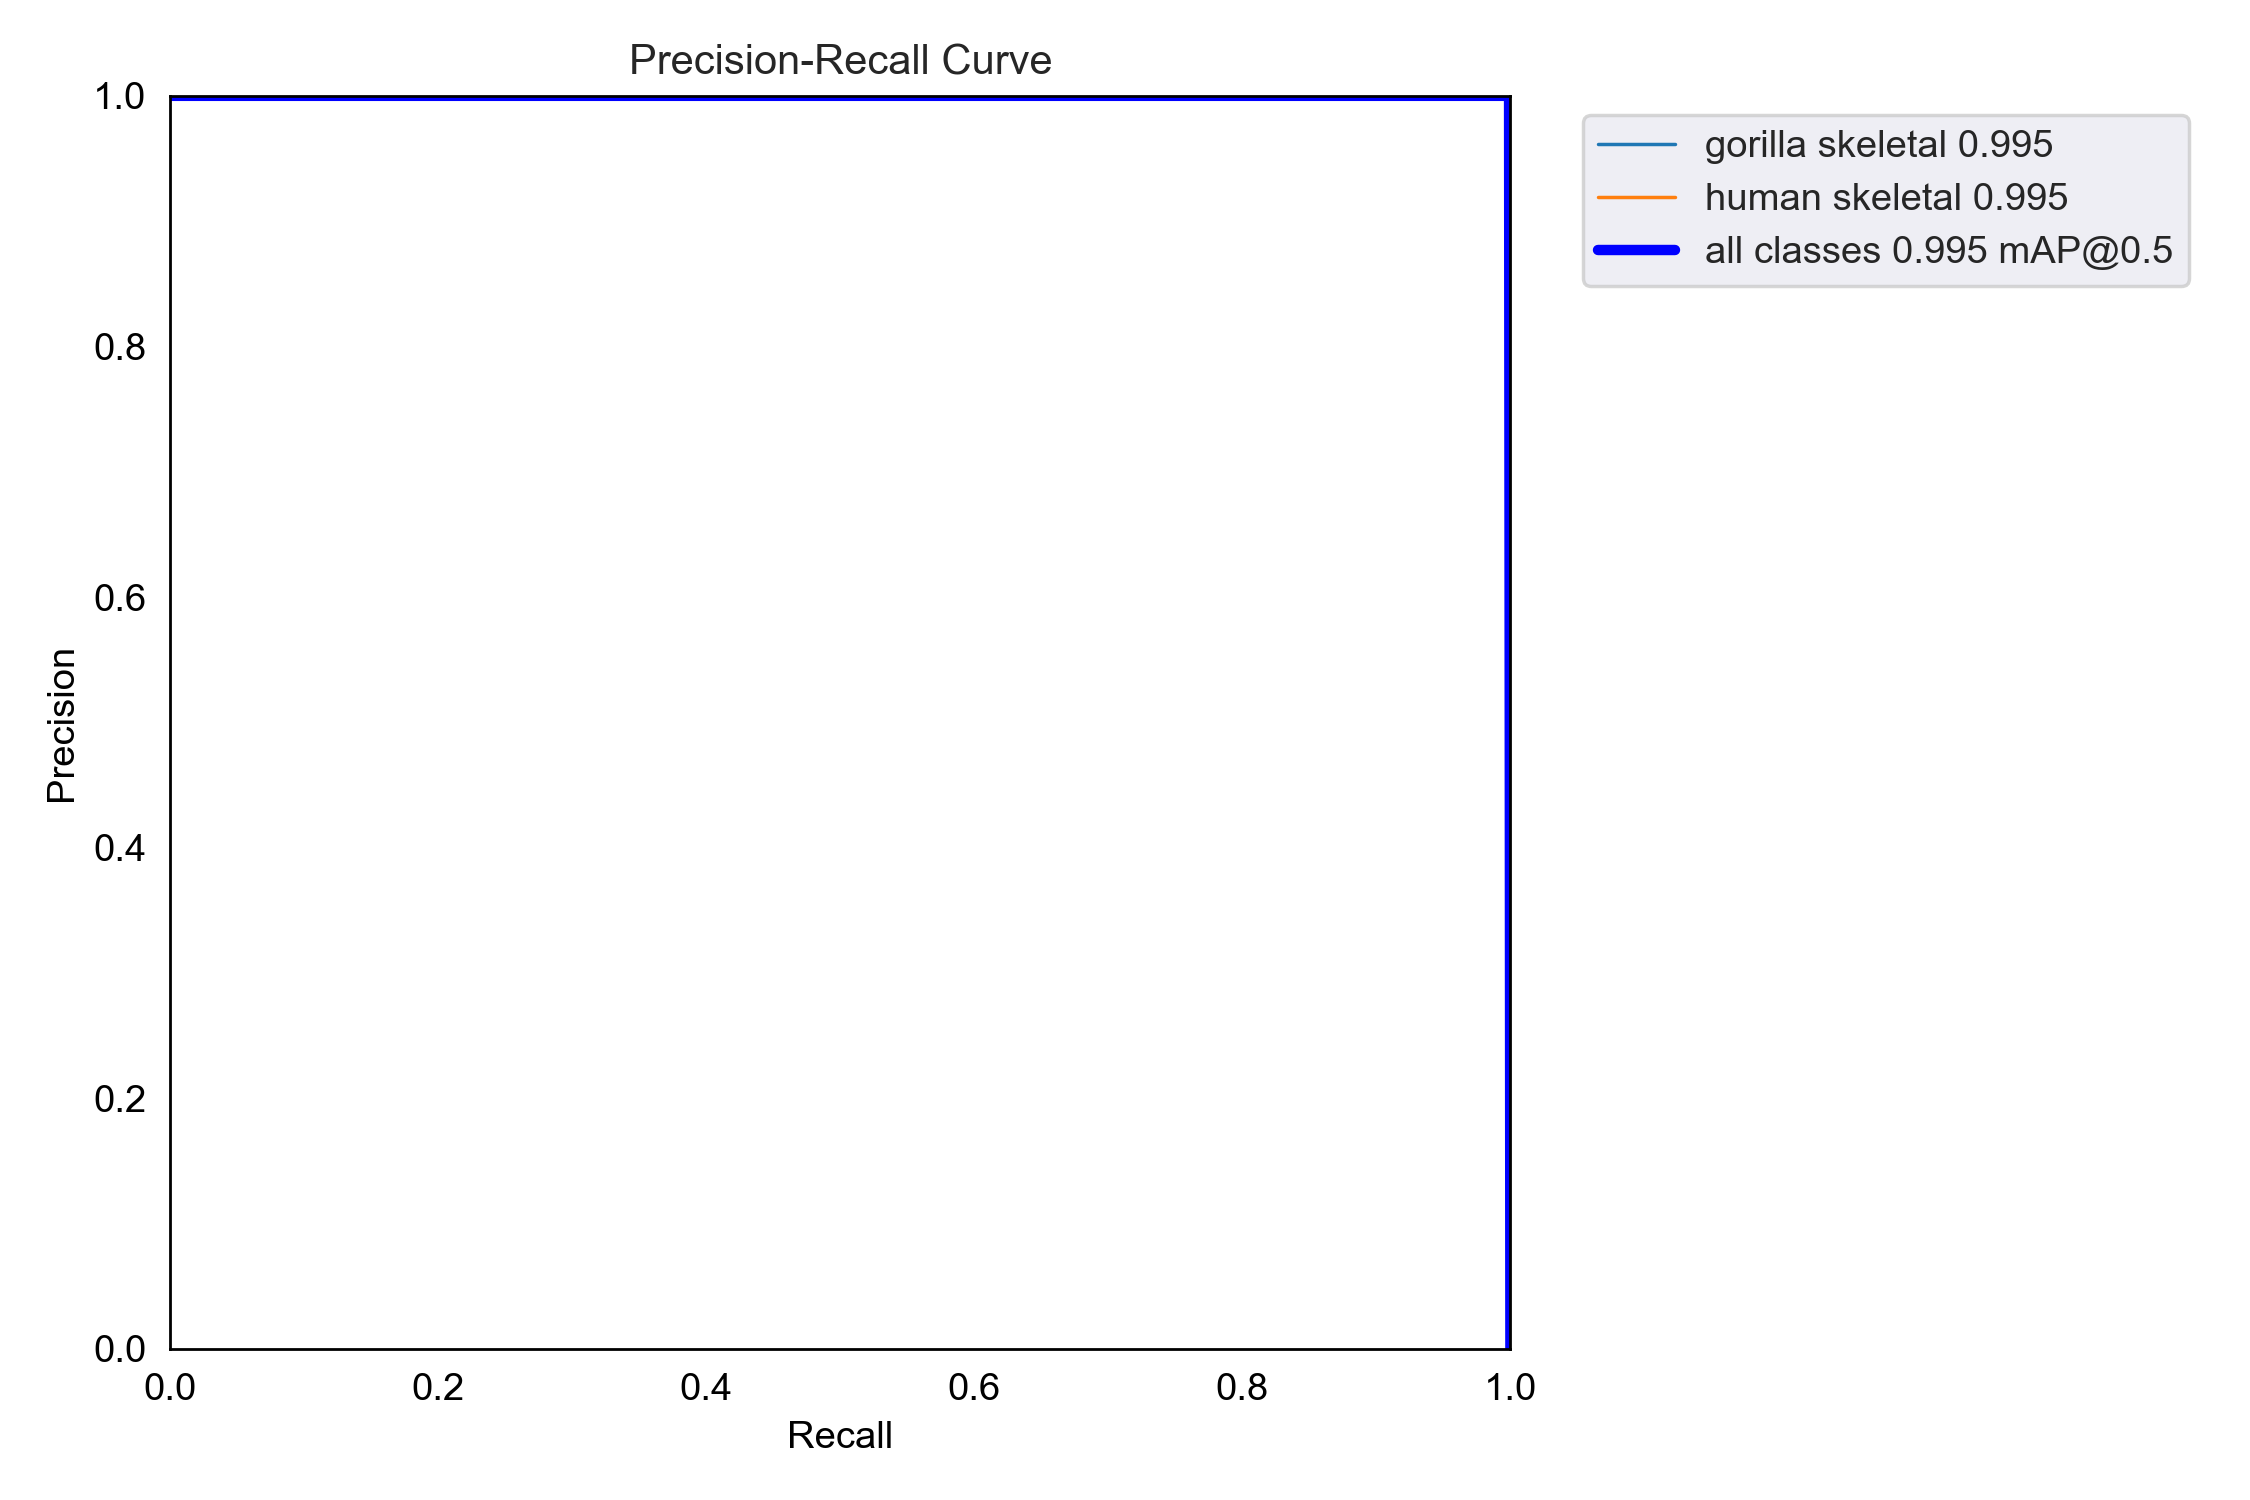 Precision-Recall Curve
1.0
0.8
0.6
0.4
0.2
0.0
Precision
0.0 0.2 0.4 0.6 0.8 1.0
Recall
gorilla skeletal 0.995
human skeletal 0.995
all classes 0.995 mAP@0.5